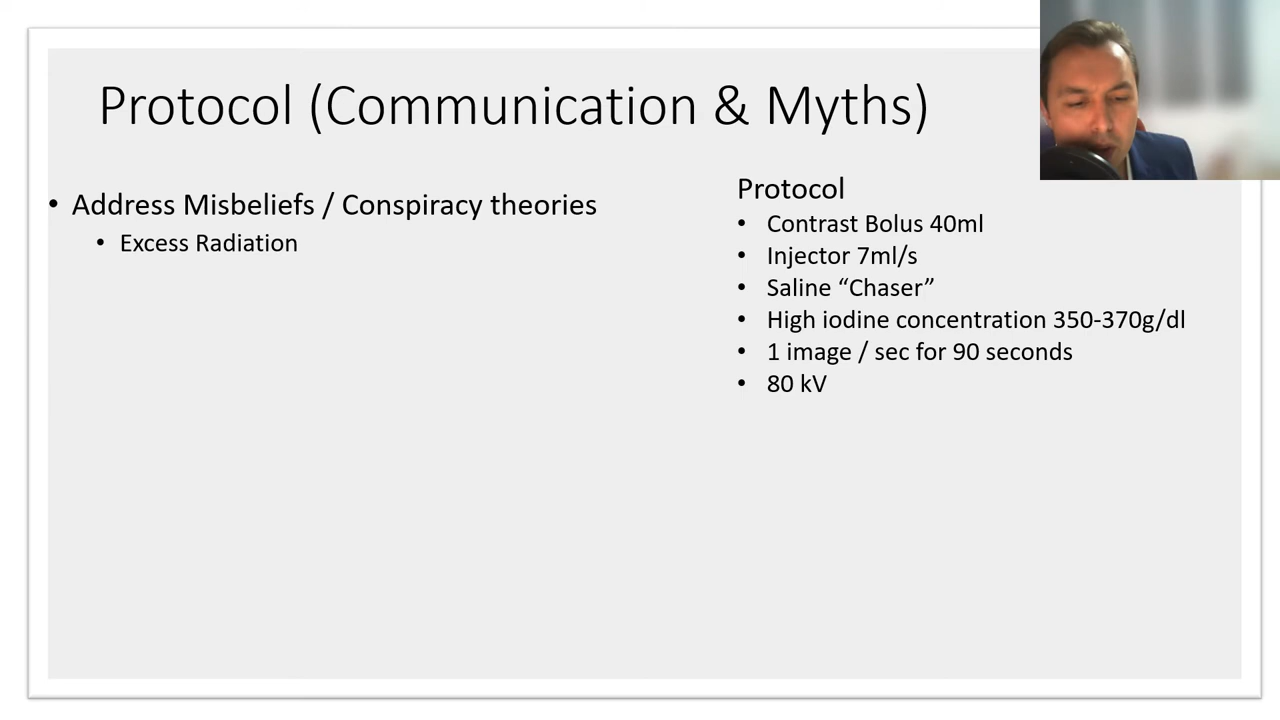 Protocol (Communication & Myths)
• Address Misbeliefs / Conspiracy theories
• Excess Radiation
Protocol
• Contrast Bolus 40ml
• Injector 7ml/s
• Saline “Chaser”
• High iodine concentration 350-370g/dl
• 1 image / sec for 90 seconds
• 80 kV